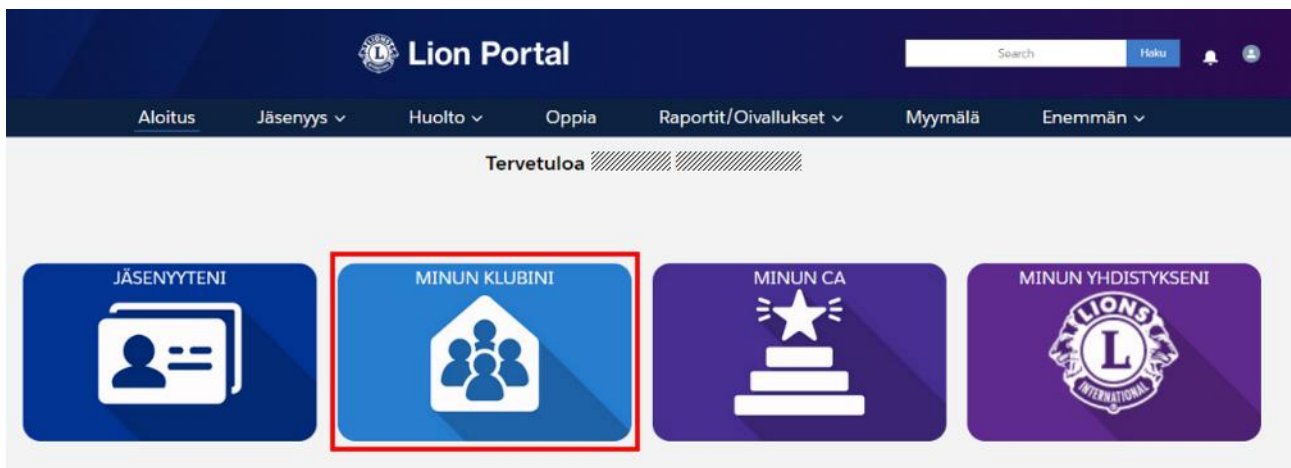 Lion Portal
Search
Haku
Aloitus Jäsenyys Huolto Oppia Raportit/Oivallukset Myymälä Enemmän
Tervetuloa
JÄSENYYTENI
MINUN KLUBINI
MINUN CA
MINUN YHDISTYKSENI
LIONS
L
INTERNATIONAL